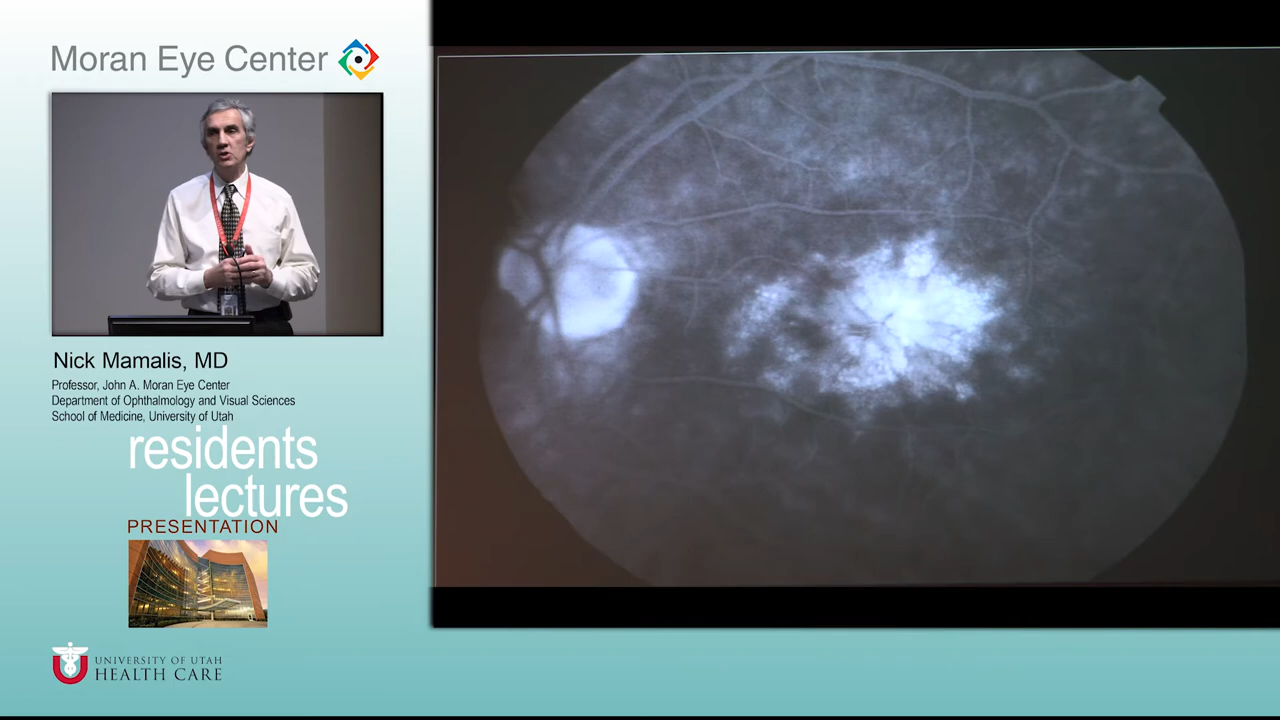 Moran Eye Center
Nick Mamalis, MD
Professor, John A. Moran Eye Center
Department of Ophthalmology and Visual Sciences
School of Medicine, University of Utah
residents
lectures
PRESENTATION
UNIVERSITY OF UTAH
HEALTH CARE